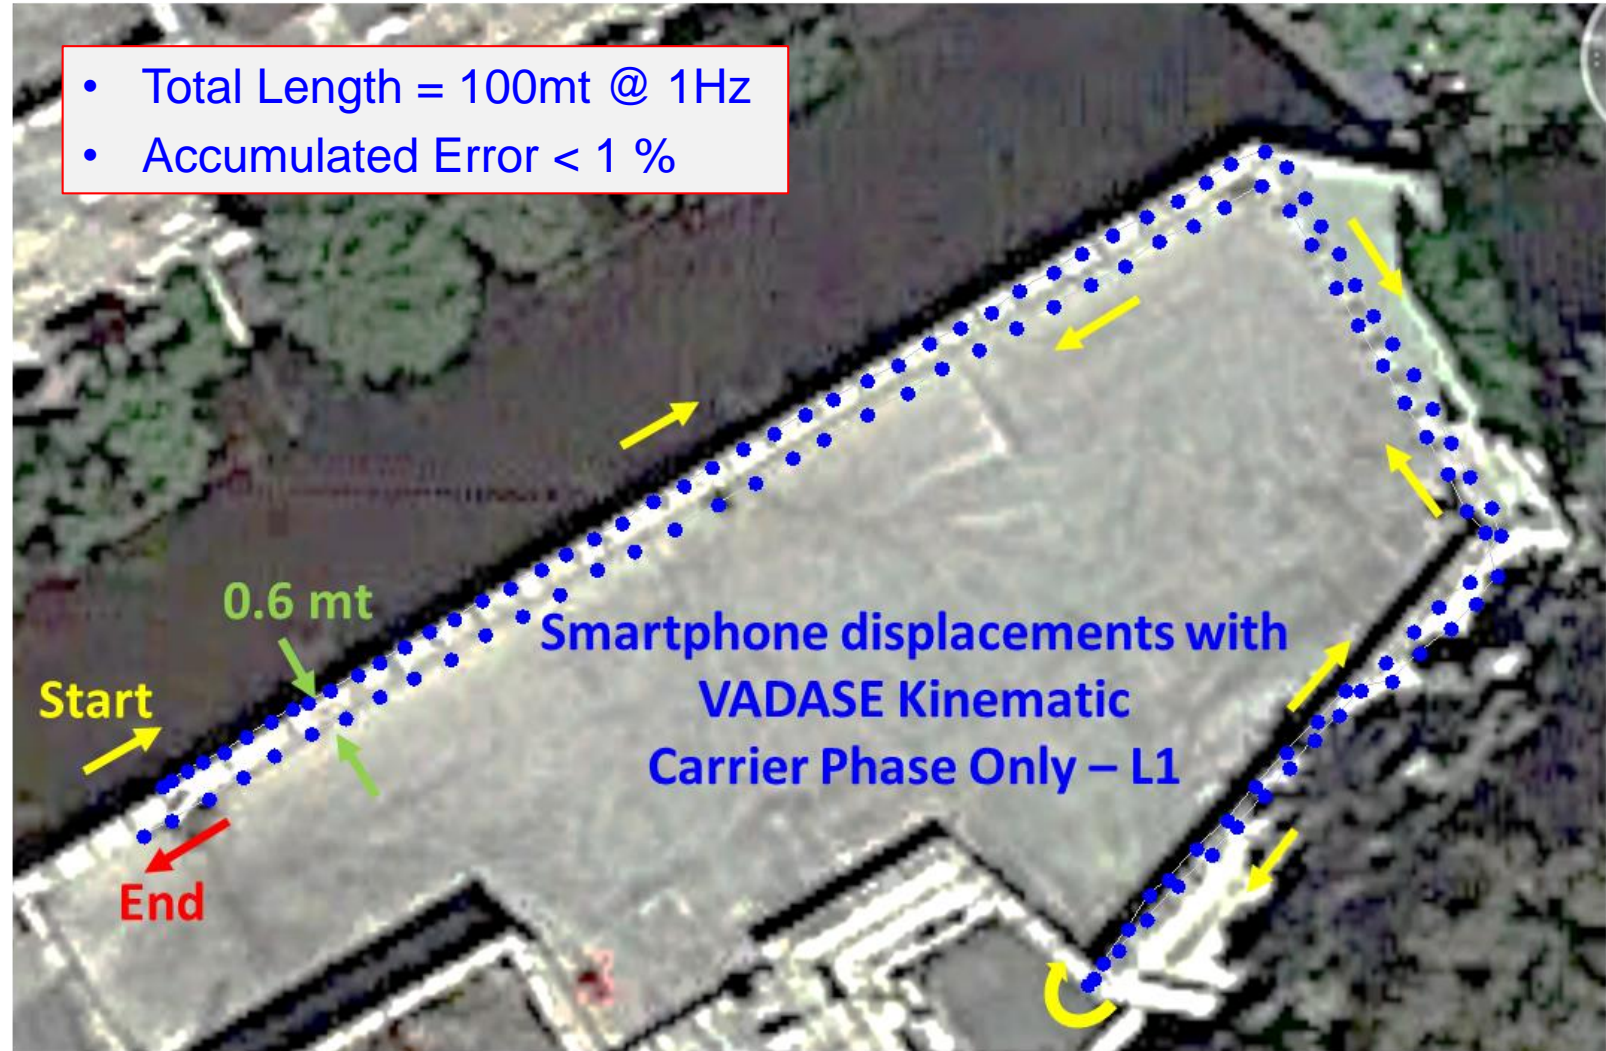 • Total Length = 100mt @ 1Hz
• Accumulated Error < 1 %
0.6 mt
Start
Smartphone displacements with
VADASE Kinematic
Carrier Phase Only – L1
End